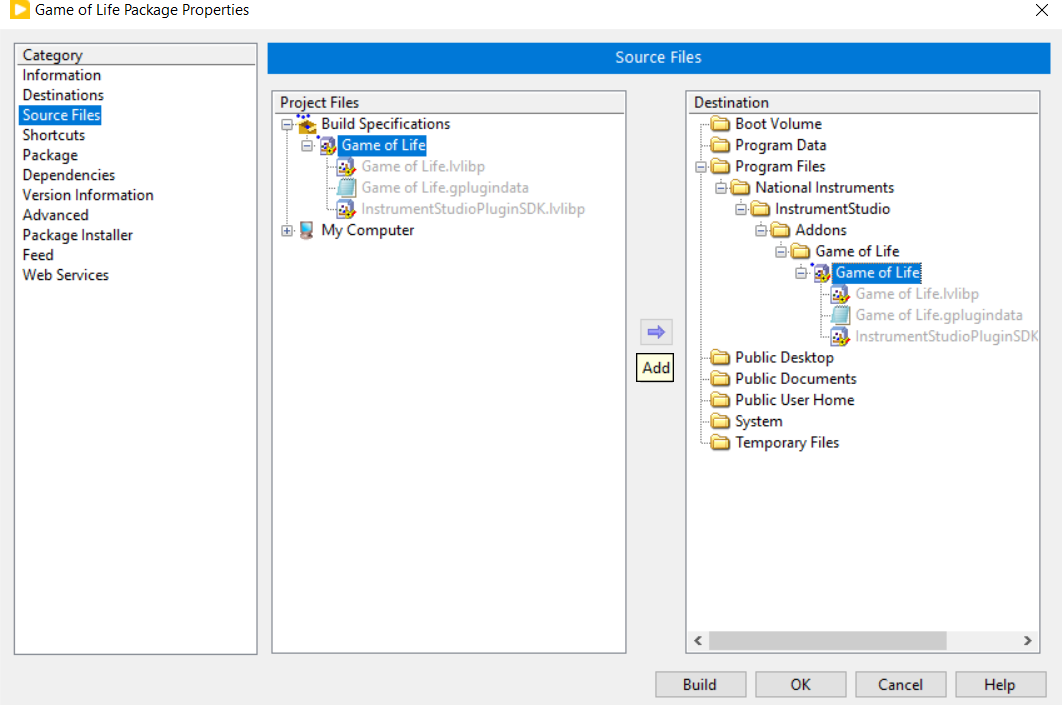 Game of Life Package Properties
Category
Information
Destinations
Source Files
Shortcuts
Package
Dependencies
Version Information
Advanced
Package Installer
Feed
Web Services
Source Files
Project Files
Build Specifications
Game of Life
Game of Life.lvlibp
Game of Life.gplugindata
InstrumentStudioPluginSDK.lvlibp
My Computer
Add
Destination
Boot Volume
Program Data
Program Files
National Instruments
InstrumentStudio
Addons
Game of Life
Game of Life
Game of Life.lvlibp
Game of Life.gplugindata
InstrumentStudioPluginSDK
Public Desktop
Public Documents
Public User Home
System
Temporary Files
Build
OK
Cancel
Help